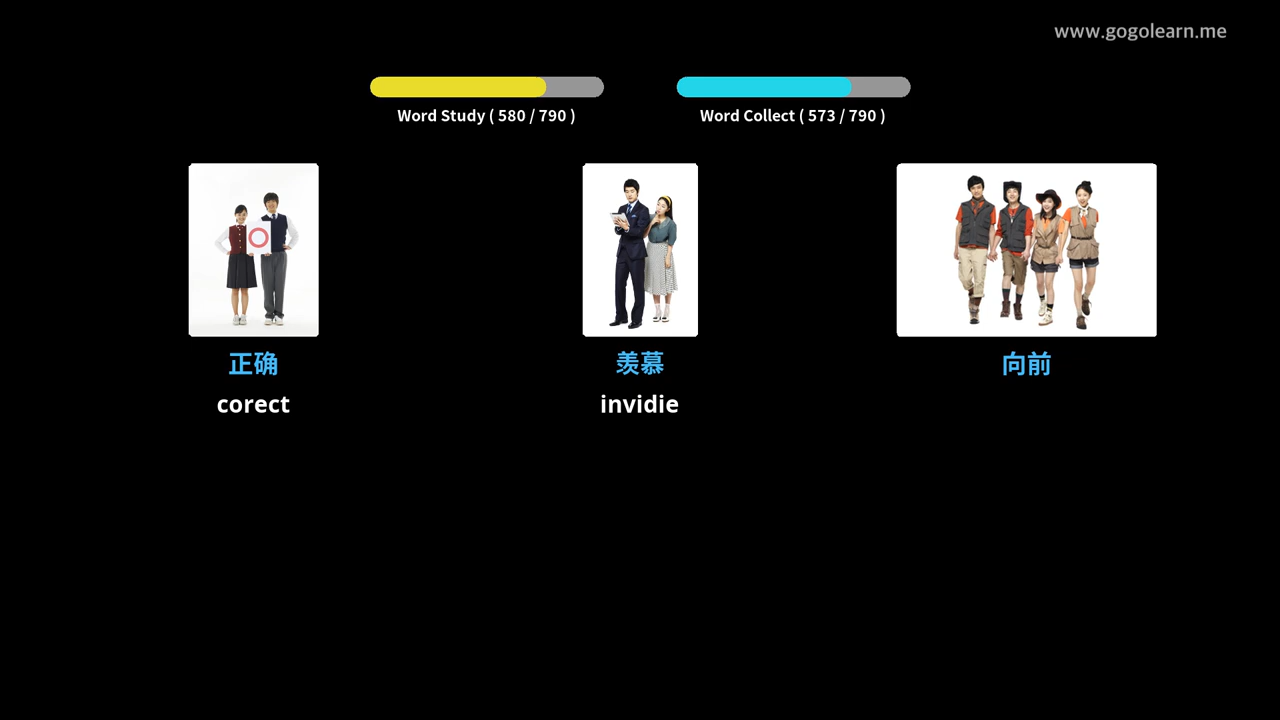 www.gogolearn.me
Word Study ( 580 / 790 )
Word Collect ( 573 / 790 )
正确
羡慕
向前
corect
invidie